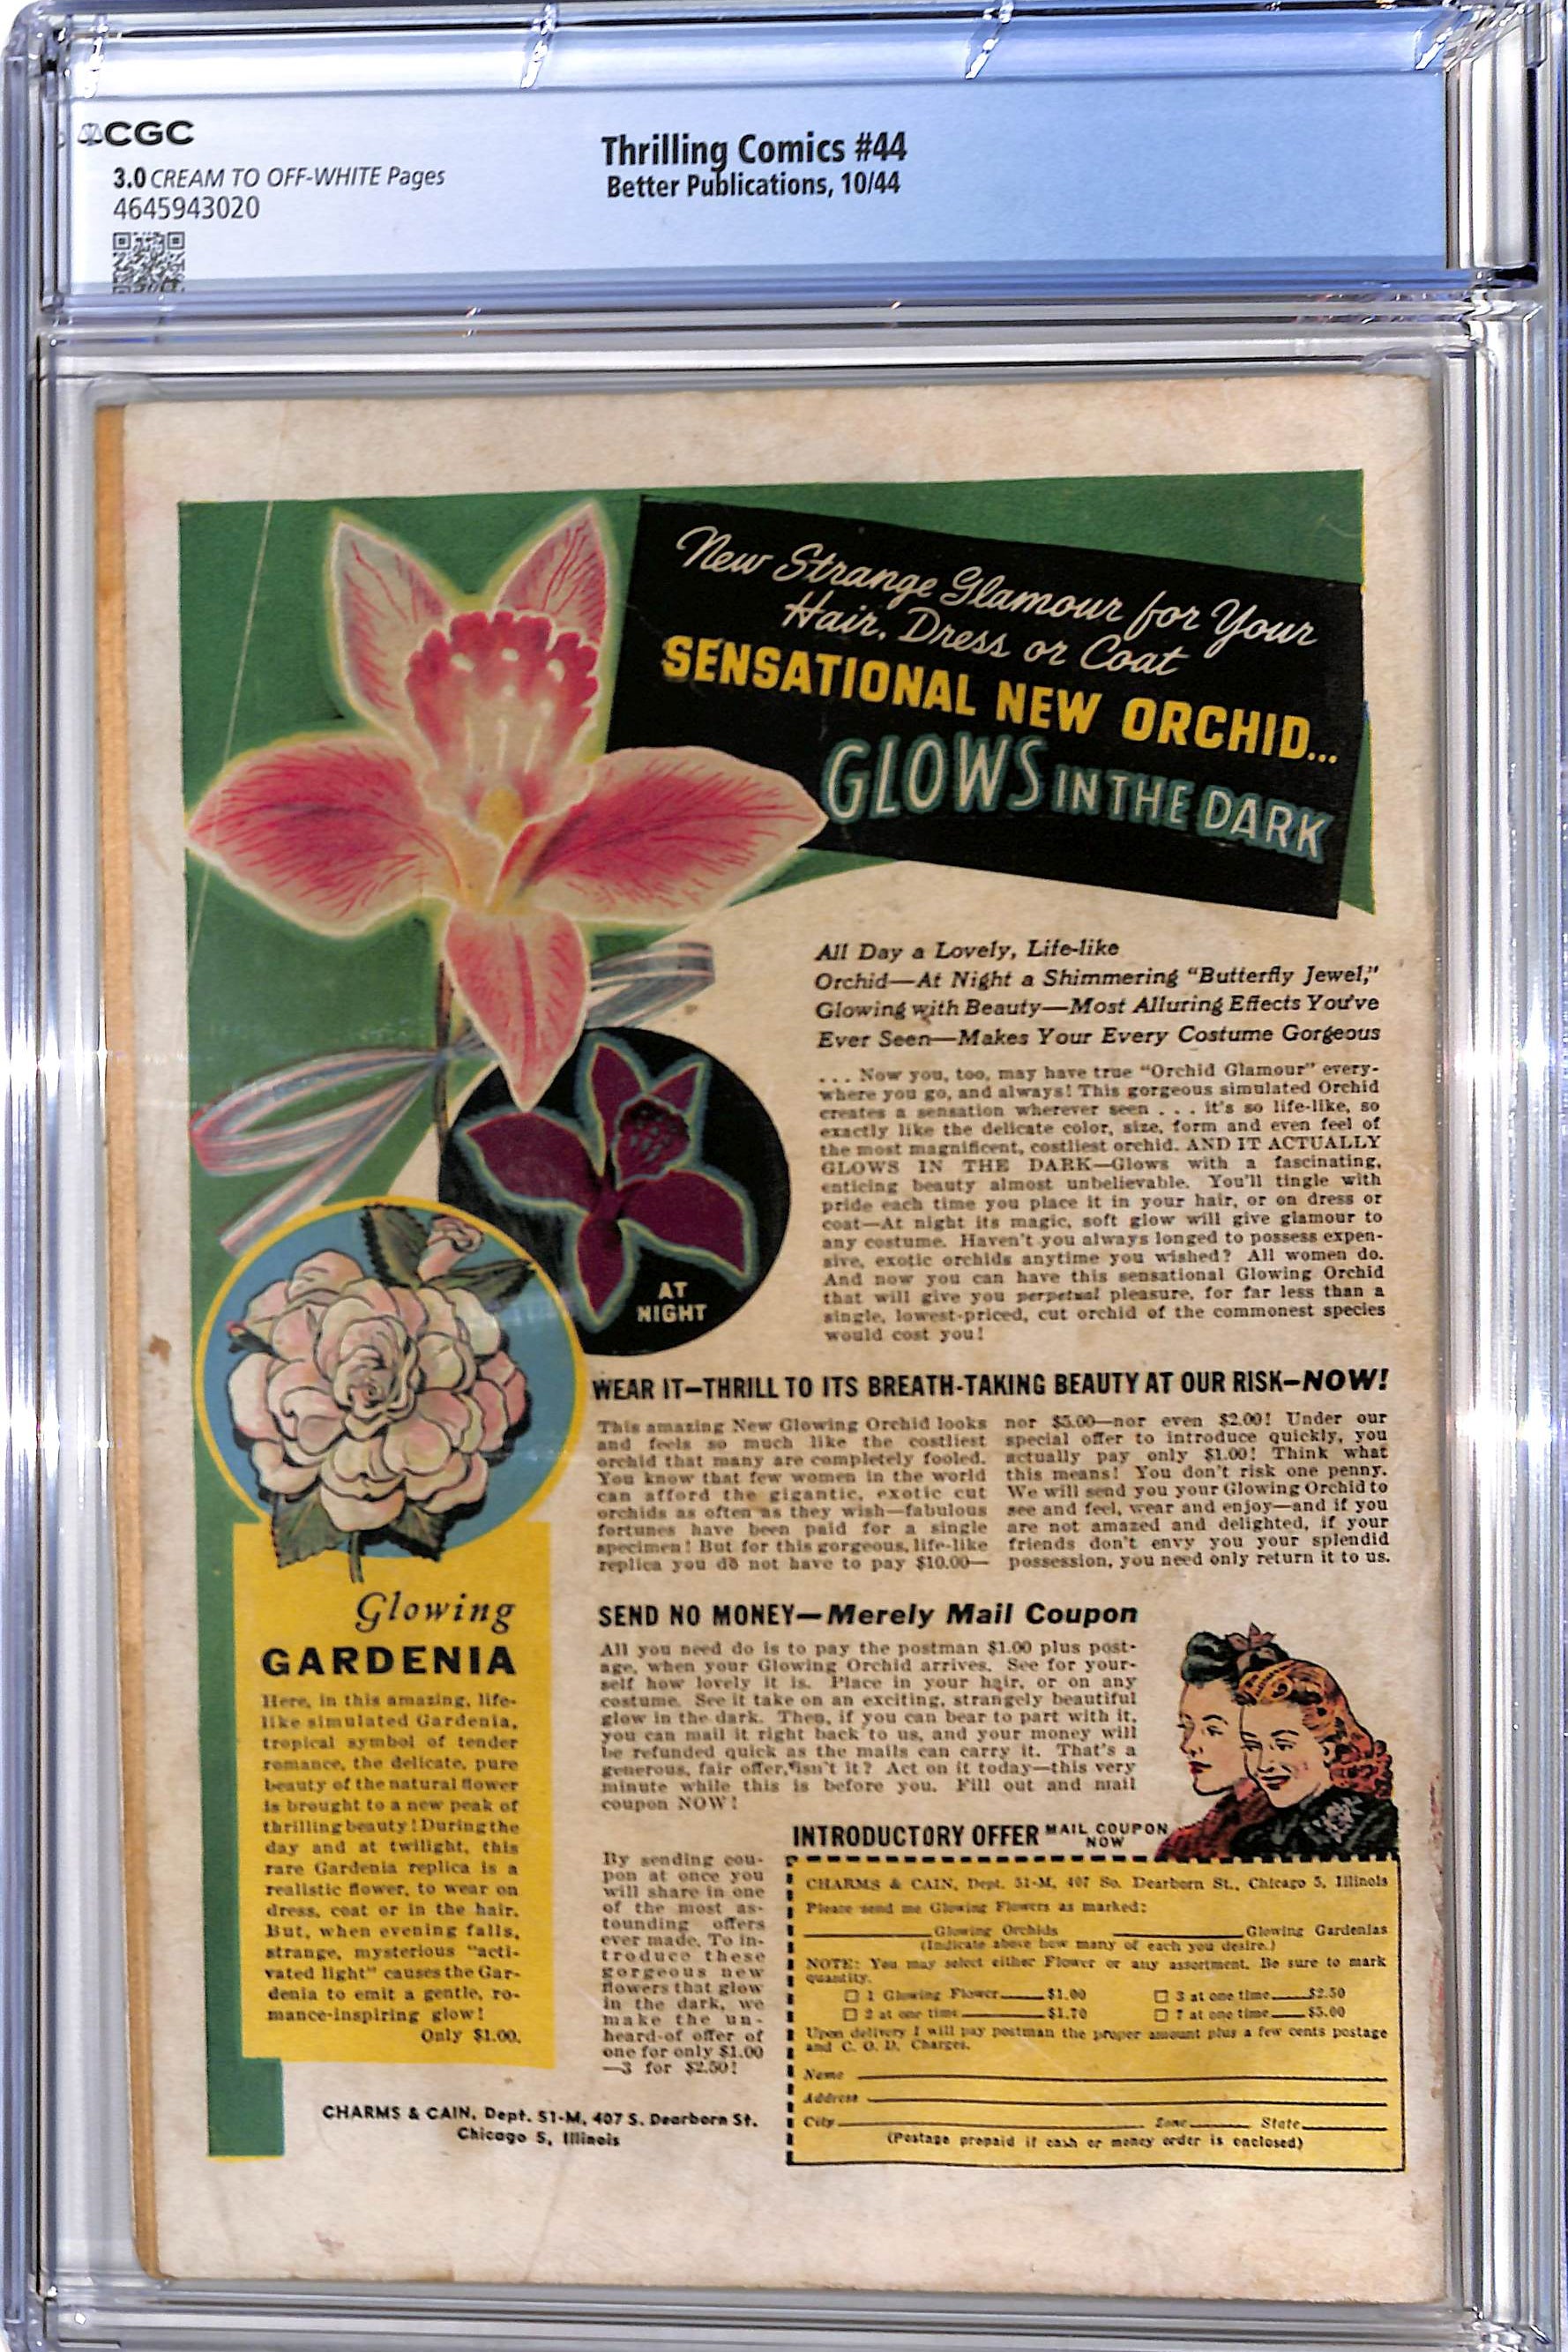 CGC
3.0 CREAM TO OFF-WHITE Pages
4645943020
Thrilling Comics #44
Better Publications, 10/44
New Strange Glamour for Your
Hair, Dress or Coat
SENSATIONAL NEW ORCHID...
GLOWS IN THE DARK
All Day a Lovely, Life-like
Orchid—At Night a Shimmering "Butterfly Jewel,"
Glowing with Beauty—Most Alluring Effects You've
Ever Seen—Makes Your Every Costume Gorgeous
... Now you, too, may have true "Orchid Glamour" every-
where you go, and always! This gorgeous simulated Orchid
creates a sensation wherever seen . . . it's so life-like, so
exactly like the delicate color, size, form and even feel of
the most magnificent, costliest orchid. AND IT ACTUALLY
GLOWS IN THE DARK—Glows with a fascinating,
enticing beauty almost unbelievable. You'll tingle with
pride each time you place it in your hair, or on dress or
coat—At night its magic, soft glow will give glamour to
any costume. Haven't you always longed to possess expen-
sive, exotic orchids anytime you wished? All women do.
And now you can have this sensational Glowing Orchid
that will give you perpetual pleasure, for far less than a
single, lowest-priced, cut orchid of the commonest species
would cost you!
AT
NIGHT
WEAR IT—THRILL TO ITS BREATH-TAKING BEAUTY AT OUR RISK—NOW!
This amazing New Glowing Orchid looks
and feels so much like the costliest
orchid that many are completely fooled.
You know that few women in the world
can afford the gigantic, exotic cut
orchids as often as they wish—fabulous
fortunes have been paid for a single
specimen! But for this gorgeous, life-like
replica you do not have to pay $10.00—
nor $5.00—nor even $2.00! Under our
special offer to introduce quickly, you
actually pay only $1.00! Think what
this means! You don't risk one penny.
We will send you your Glowing Orchid to
see and feel, wear and enjoy—and if you
are not amazed and delighted, if your
friends don't envy you your splendid
possession, you need only return it to us.
SEND NO MONEY—Merely Mail Coupon
All you need do is to pay the postman $1.00 plus post-
age, when your Glowing Orchid arrives. See for your-
self how lovely it is. Place in your hair, or on any
costume. See it take on an exciting, strangely beautiful
glow in the dark. Then, if you can bear to part with it,
you can mail it right back to us, and your money will
be refunded quick as the mails can carry it. That's a
generous, fair offer, isn't it? Act on it today—this very
minute while this is before you. Fill out and mail
coupon NOW!
Glowing
GARDENIA
Here, in this amazing, life-
like simulated Gardenia,
tropical symbol of tender
romance, the delicate, pure
beauty of the natural flower
is brought to a new peak of
thrilling beauty! During the
day and at twilight, this
rare Gardenia replica is a
realistic flower, to wear on
dress, coat or in the hair.
But, when evening falls,
strange, mysterious "acti-
vated light" causes the Gar-
denia to emit a gentle, ro-
mance-inspiring glow!
Only $1.00.
By sending cou-
pon at once you
will share in one
of the most as-
tounding offers
ever made. To in-
troduce these
gorgeous new
flowers that glow
in the dark, we
make the un-
heard-of offer of
one for only $1.00
—3 for $2.50!
CHARMS & CAIN, Dept. 51-M, 407 S. Dearborn St.
Chicago 5, Illinois
INTRODUCTORY OFFER MAIL COUPON
NOW
CHARMS & CAIN, Dept. 51-M, 407 So. Dearborn St., Chicago 5, Illinois
Please send me Glowing Flowers as marked:
Glowing Orchids Glowing Gardenias
(Indicate above how many of each you desire.)
NOTE: You may select either Flower or any assortment. Be sure to mark
quantity.
☐ 1 Glowing Flower $1.00 ☐ 3 at one time $2.50
☐ 2 at one time $1.70 ☐ 7 at one time $5.00
Upon delivery I will pay postman the proper amount plus a few cents postage
and C. O. D. Charges.
Name
Address
City Zone State
(Postage prepaid if cash or money order is enclosed)